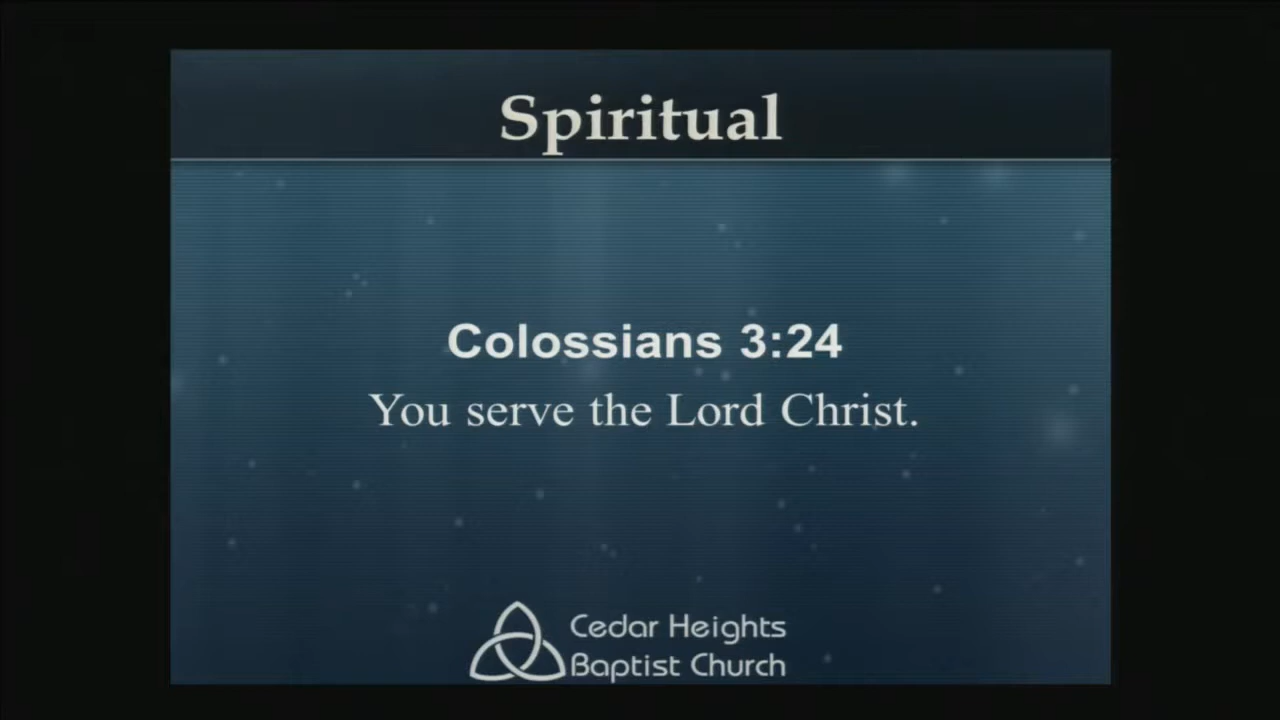 Spiritual
Colossians 3:24
You serve the Lord Christ.
Cedar Heights
Baptist Church